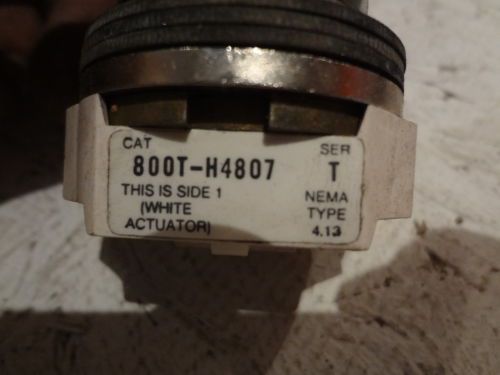 CAT SER
800T-H4807 T
THIS IS SIDE 1 NEMA
(WHITE TYPE
ACTUATOR) 4.13